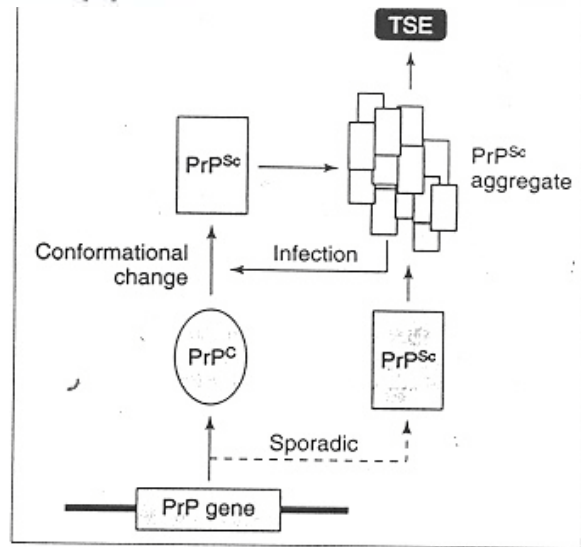 TSE
PrPSc
PrPSc
aggregate
Conformational
change
Infection
PrPC
PrPSc
Sporadic
PrP gene